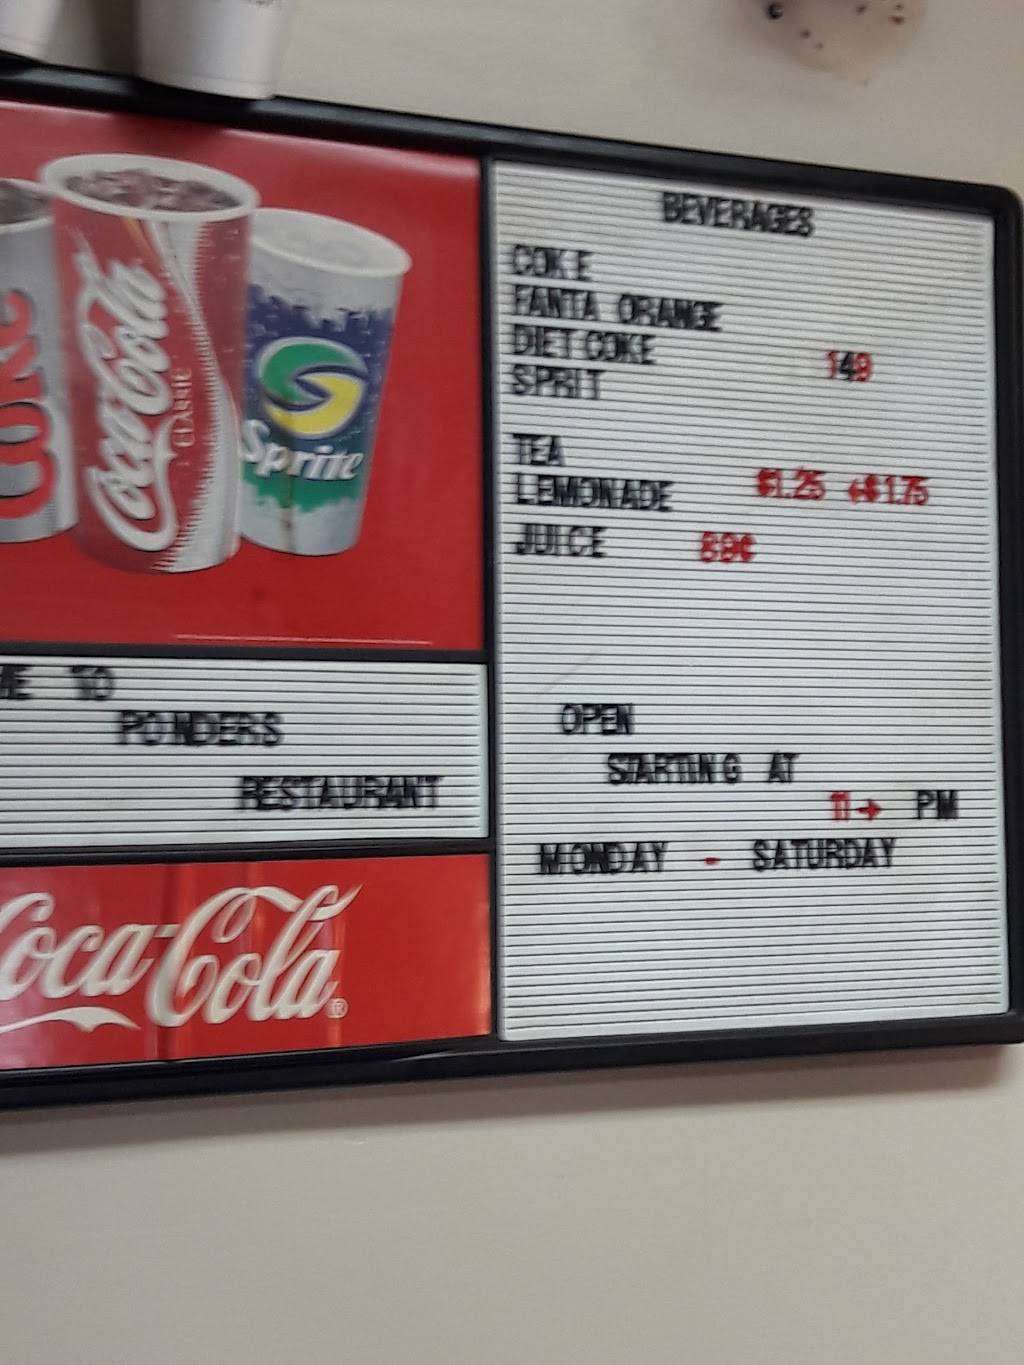 COKE
Coca-Cola
CLASSIC
Sprite
ME TO
PONDERS
RESTAURANT
Coca-Cola
BEVERAGES
COKE
FANTA ORANGE
DIET COKE 149
SPRIT
TEA
LEMONADE $1.25 +$1.75
JUICE 89¢
OPEN
STARTING AT
11→ PM
MONDAY - SATURDAY